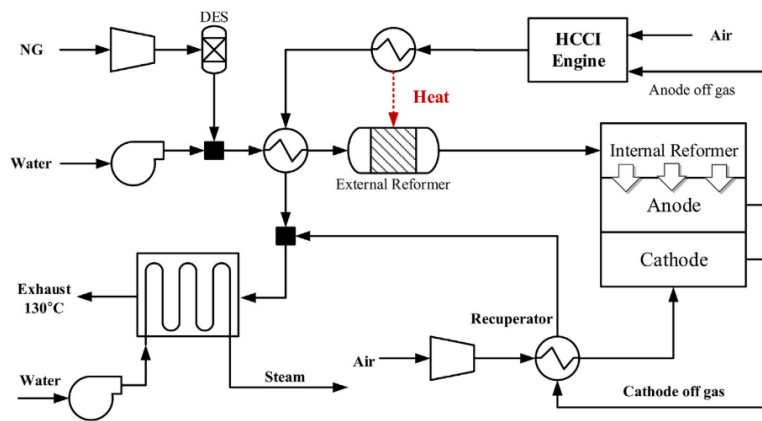 DES
NG
HCCI
Engine
Air
Anode off gas
Heat
Water
External Reformer
Internal Reformer
Anode
Cathode
Exhaust
130°C
Recuperator
Air
Water
Steam
Cathode off gas